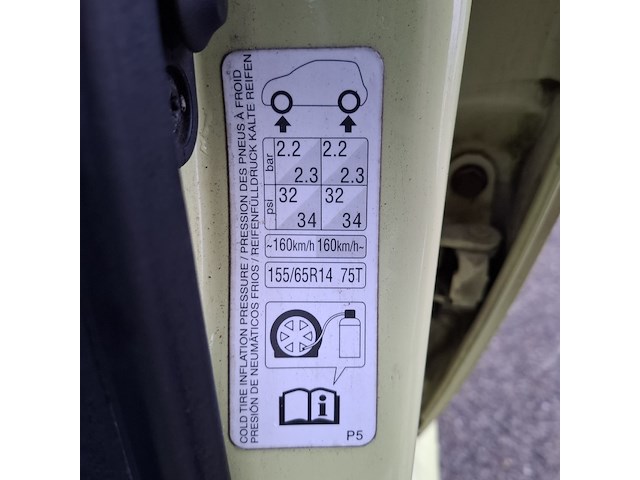 COLD TIRE INFLATION PRESSURE / PRESSION DES PNEUS À FROID
PRESIÓN DE NEUMÁTICOS FRIOS / REIFENFÜLLDRUCK KALTE REIFEN
bar 2.2 2.2
2.3 2.3
psi 32 32
34 34
~160km/h 160km/h~
155/65R14 75T
i
P5